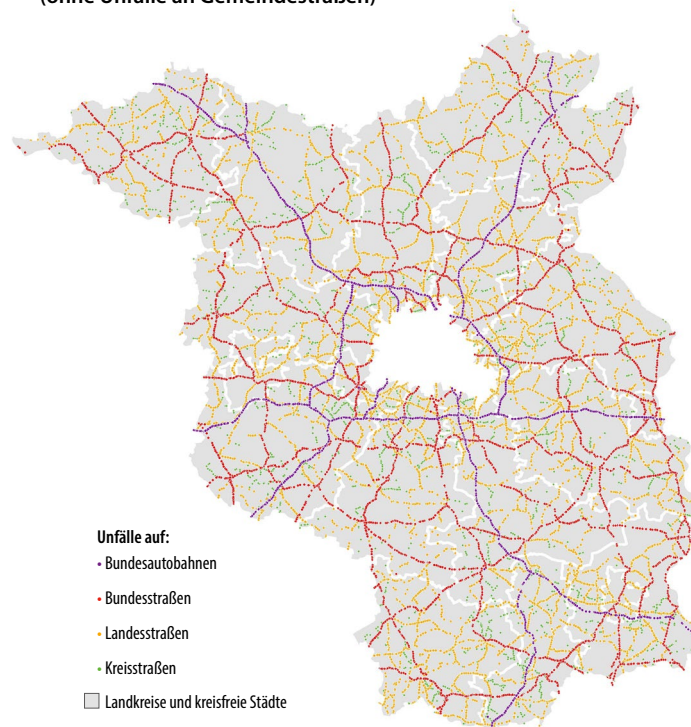 (ohne Unfälle an Gemeindestraßen)
Unfälle auf:
Bundesautobahnen
Bundesstraßen
Landesstraßen
Kreisstraßen
Landkreise und kreisfreie Städte